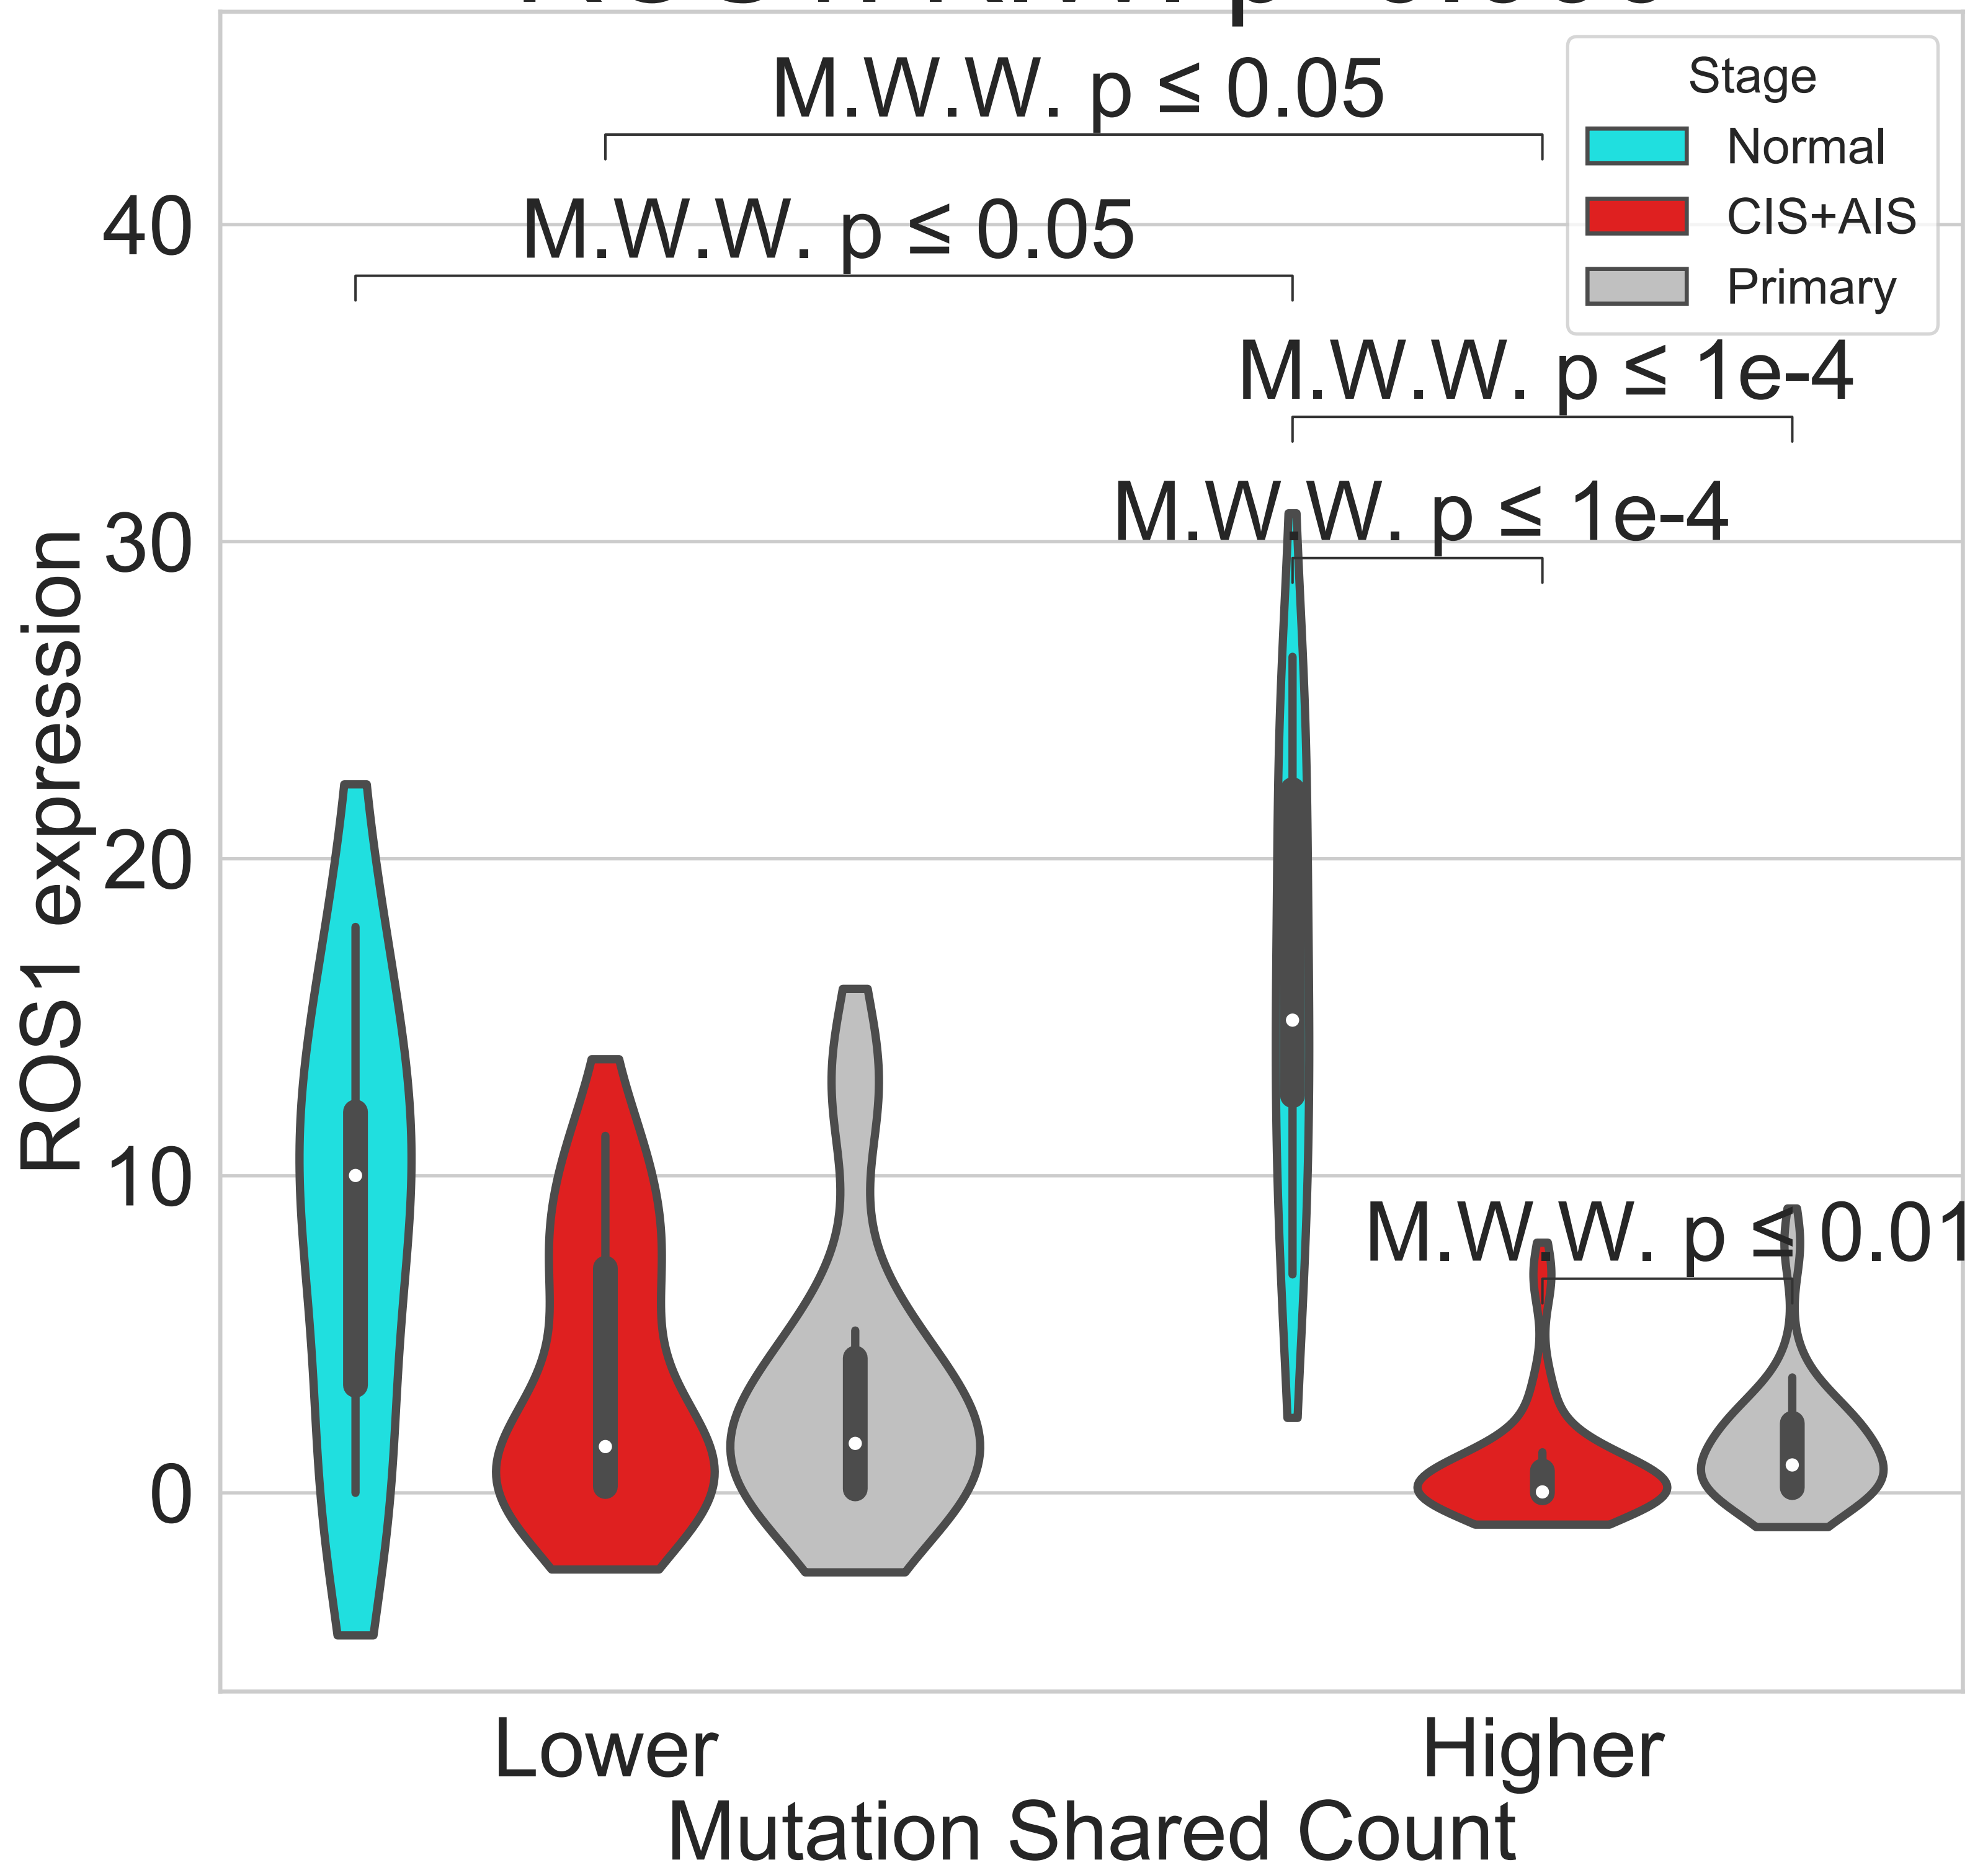 M.W.W. p ≤ 0.05
Stage
Normal
CIS+AIS
Primary
M.W.W. p ≤ 0.05
M.W.W. p ≤ 1e-4
M.W.W. p ≤ 1e-4
M.W.W. p ≤ 0.01
ROS1 expression
40
30
20
10
0
Lower
Higher
Mutation Shared Count